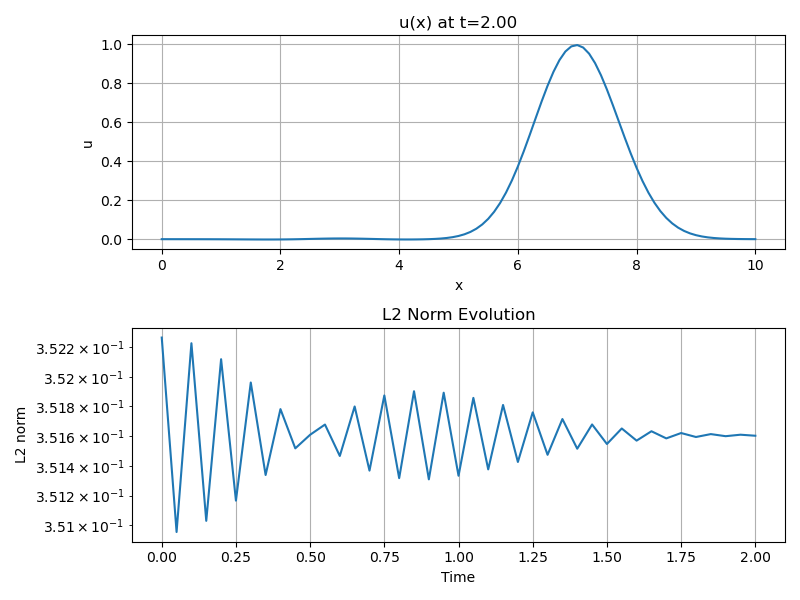 u(x) at t=2.00
1.0
0.8
0.6
0.4
0.2
0.0
u
0 2 4 6 8 10
x
L2 Norm Evolution
3.522 × 10⁻¹
3.52 × 10⁻¹
3.518 × 10⁻¹
3.516 × 10⁻¹
3.514 × 10⁻¹
3.512 × 10⁻¹
3.51 × 10⁻¹
L2 norm
0.00 0.25 0.50 0.75 1.00 1.25 1.50 1.75 2.00
Time